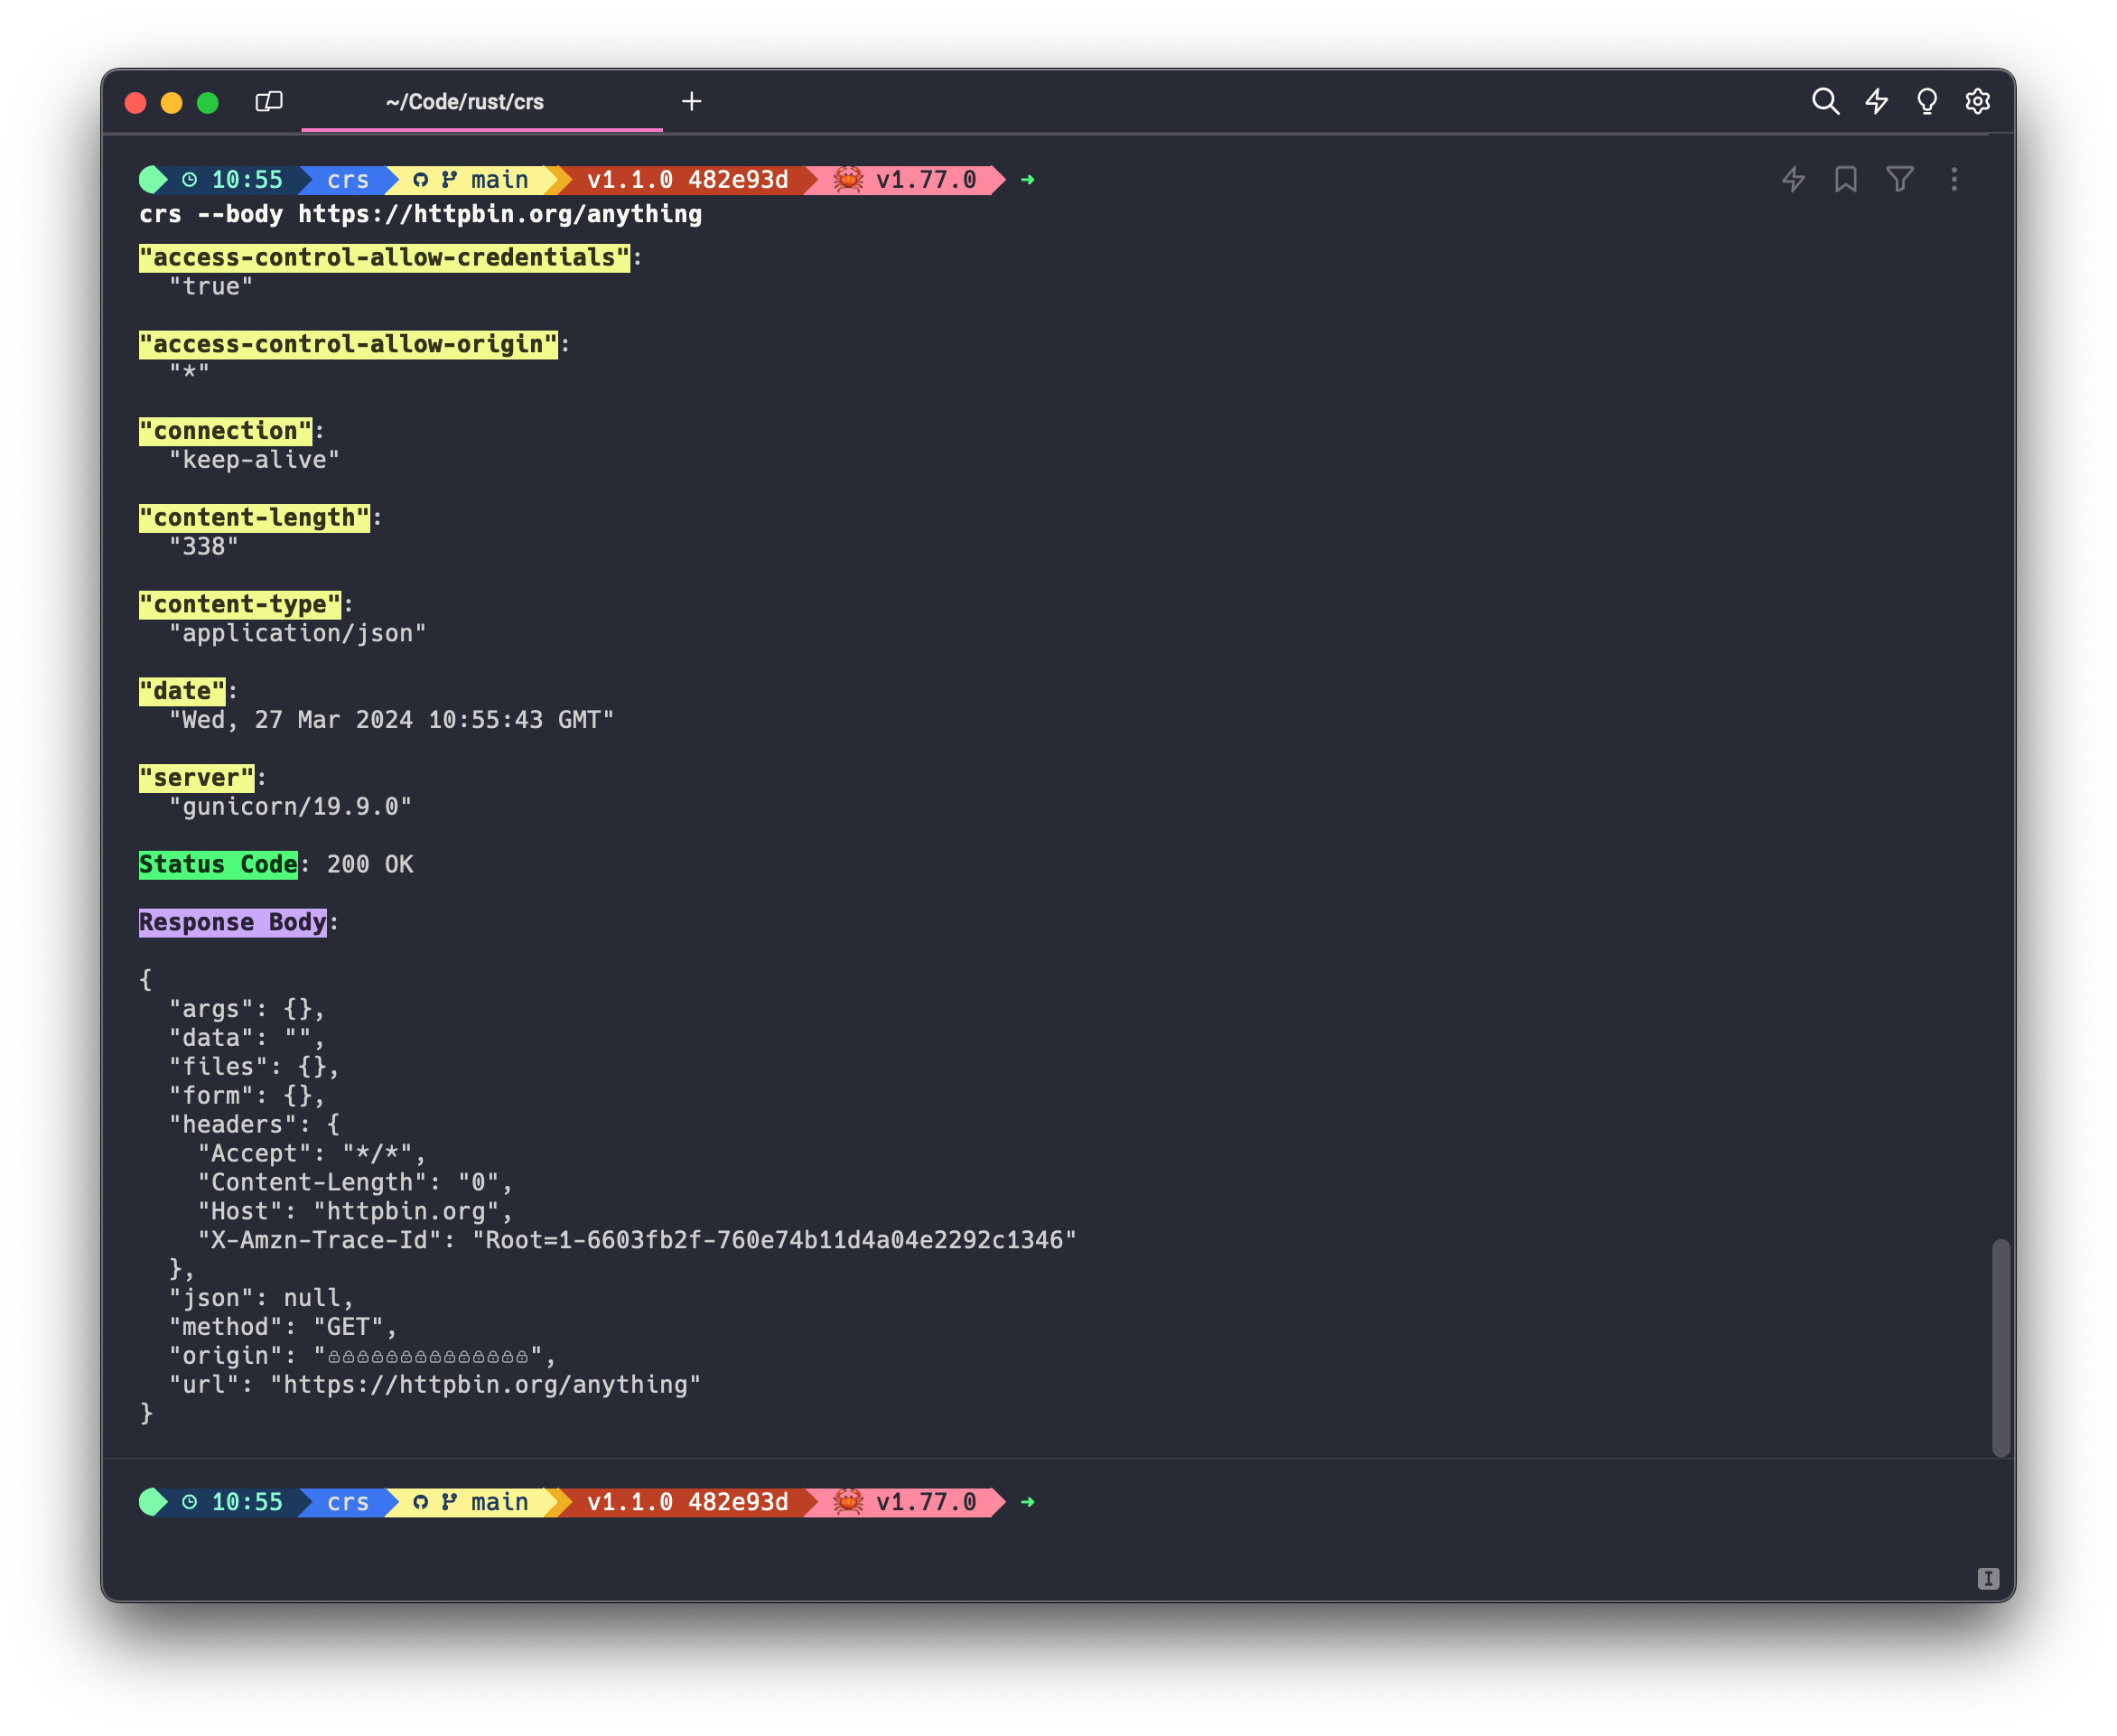 ~/Code/rust/crs
10:55 crs main v1.1.0 482e93d 🦀 v1.77.0 ➜
crs --body https://httpbin.org/anything
"access-control-allow-credentials":
"true"
"access-control-allow-origin":
"*"
"connection":
"keep-alive"
"content-length":
"338"
"content-type":
"application/json"
"date":
"Wed, 27 Mar 2024 10:55:43 GMT"
"server":
"gunicorn/19.9.0"
Status Code: 200 OK
Response Body:
{
"args": {},
"data": "",
"files": {},
"form": {},
"headers": {
"Accept": "*/*",
"Content-Length": "0",
"Host": "httpbin.org",
"X-Amzn-Trace-Id": "Root=1-6603fb2f-760e74b11d4a04e2292c1346"
},
"json": null,
"method": "GET",
"origin": "🔒🔒🔒🔒🔒🔒🔒🔒🔒🔒🔒🔒🔒🔒",
"url": "https://httpbin.org/anything"
}
10:55 crs main v1.1.0 482e93d 🦀 v1.77.0 ➜